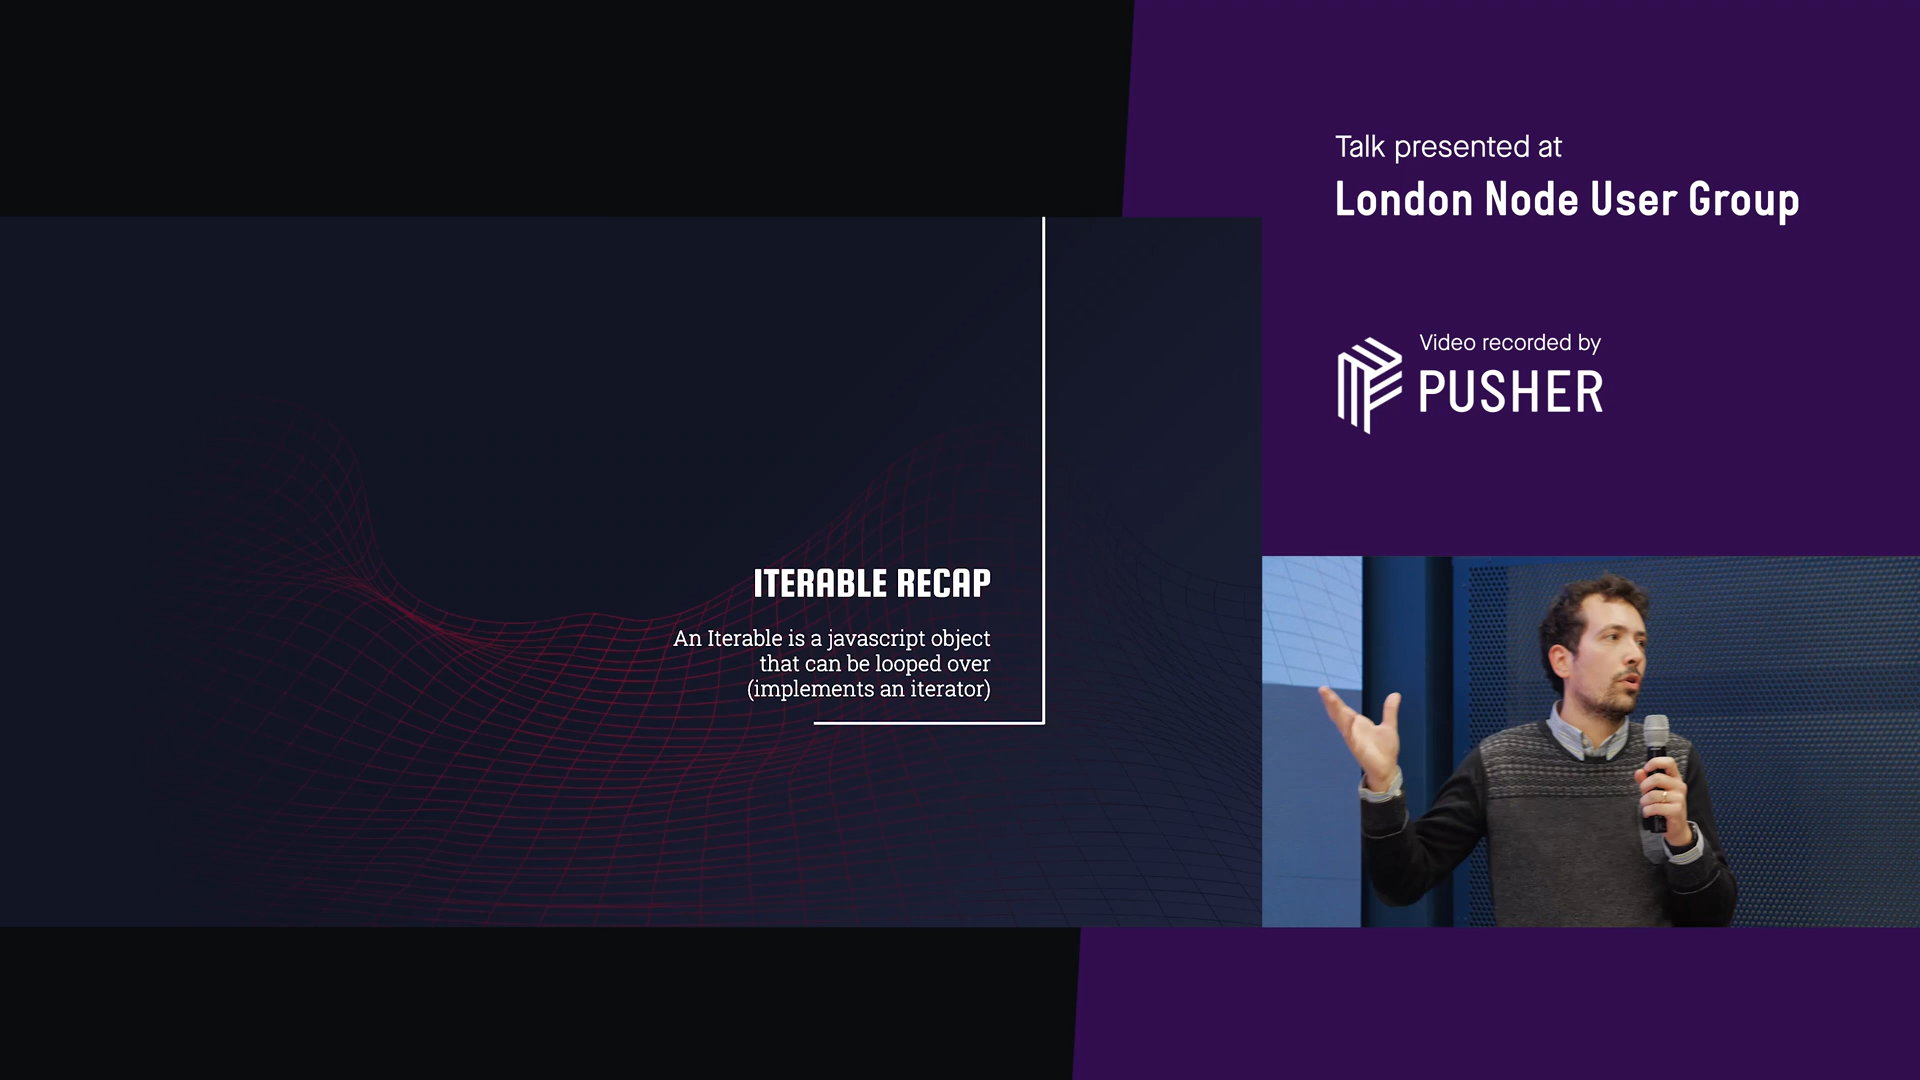 ITERABLE RECAP
An Iterable is a javascript object
that can be looped over
(implements an iterator)
Talk presented at
London Node User Group
Video recorded by
PUSHER